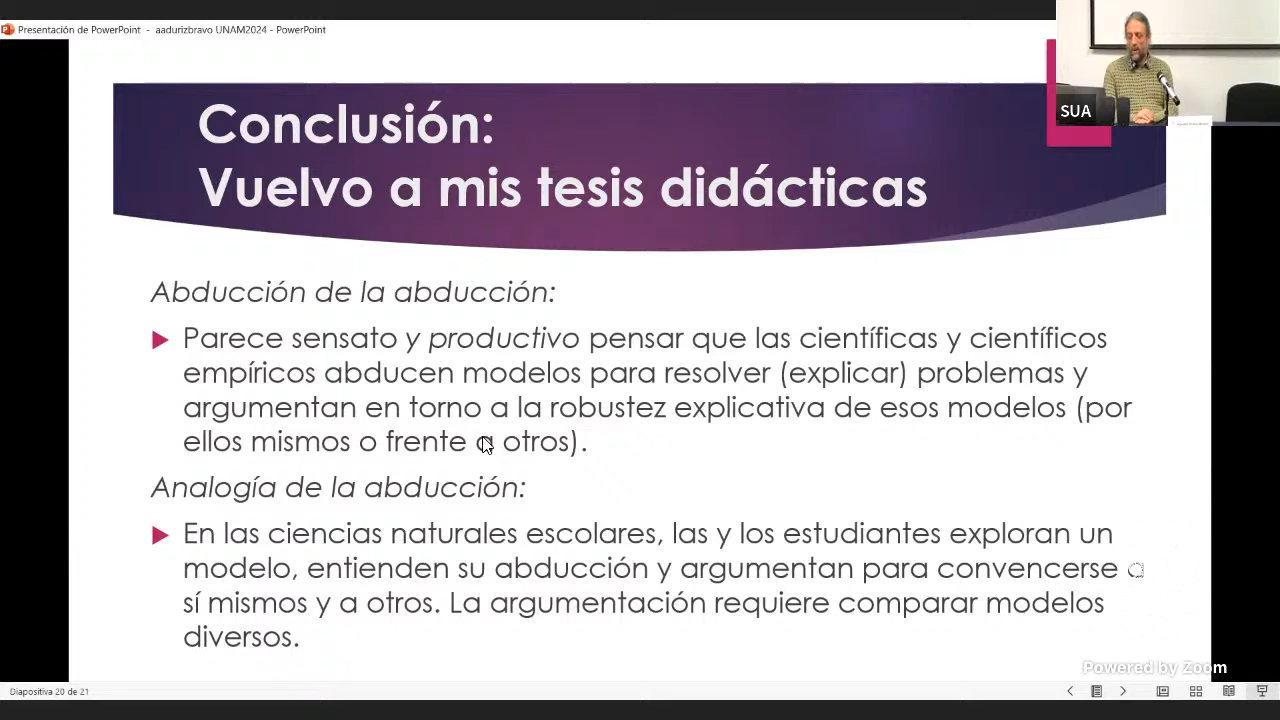 Presentación de PowerPoint - aadurizbravo UNAM2024 - PowerPoint
SUA
Conclusión:
Vuelvo a mis tesis didácticas
Abducción de la abducción:
Parece sensato y productivo pensar que las científicas y científicos
empíricos abducen modelos para resolver (explicar) problemas y
argumentan en torno a la robustez explicativa de esos modelos (por
ellos mismos o frente a otros).
Analogía de la abducción:
En las ciencias naturales escolares, las y los estudiantes exploran un
modelo, entienden su abducción y argumentan para convencerse a
sí mismos y a otros. La argumentación requiere comparar modelos
diversos.
Powered by Zoom
Diapositiva 20 de 21